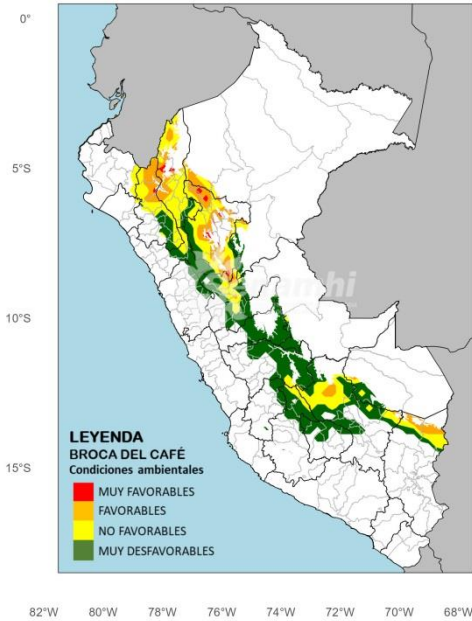 0°
5°S
10°S
15°S
senamhi
LEYENDA
BROCA DEL CAFÉ
Condiciones ambientales
MUY FAVORABLES
FAVORABLES
NO FAVORABLES
MUY DESFAVORABLES
82°W 80°W 78°W 76°W 74°W 72°W 70°W 68°W